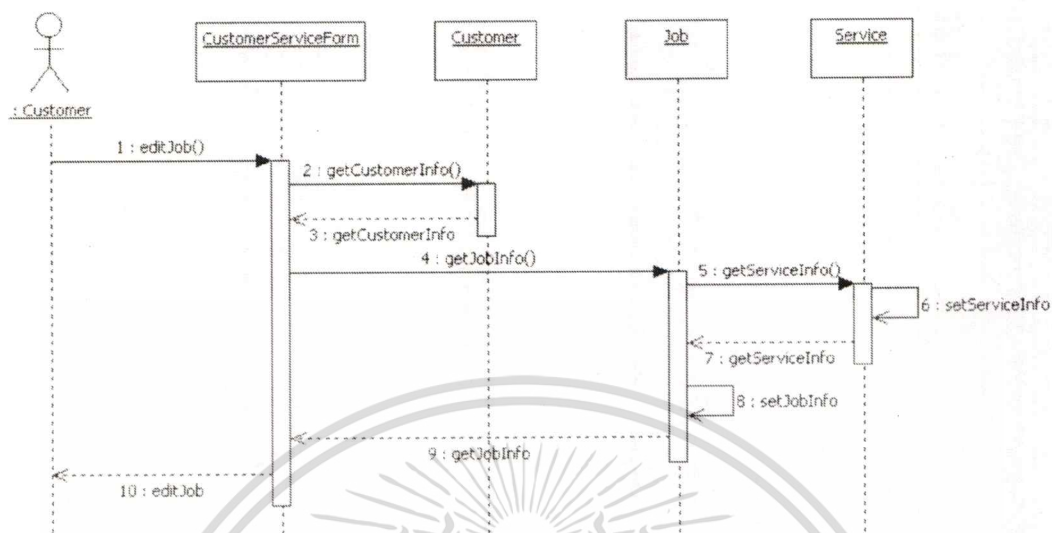 CustomerServiceForm
Customer
Job
Service
: Customer
1 : editJob()
2 : getCustomerInfo()
3 : getCustomerInfo
4 : getJobInfo()
5 : getServiceInfo()
6 : setServiceInfo
7 : getServiceInfo
8 : setJobInfo
9 : getJobInfo
10 : editJob